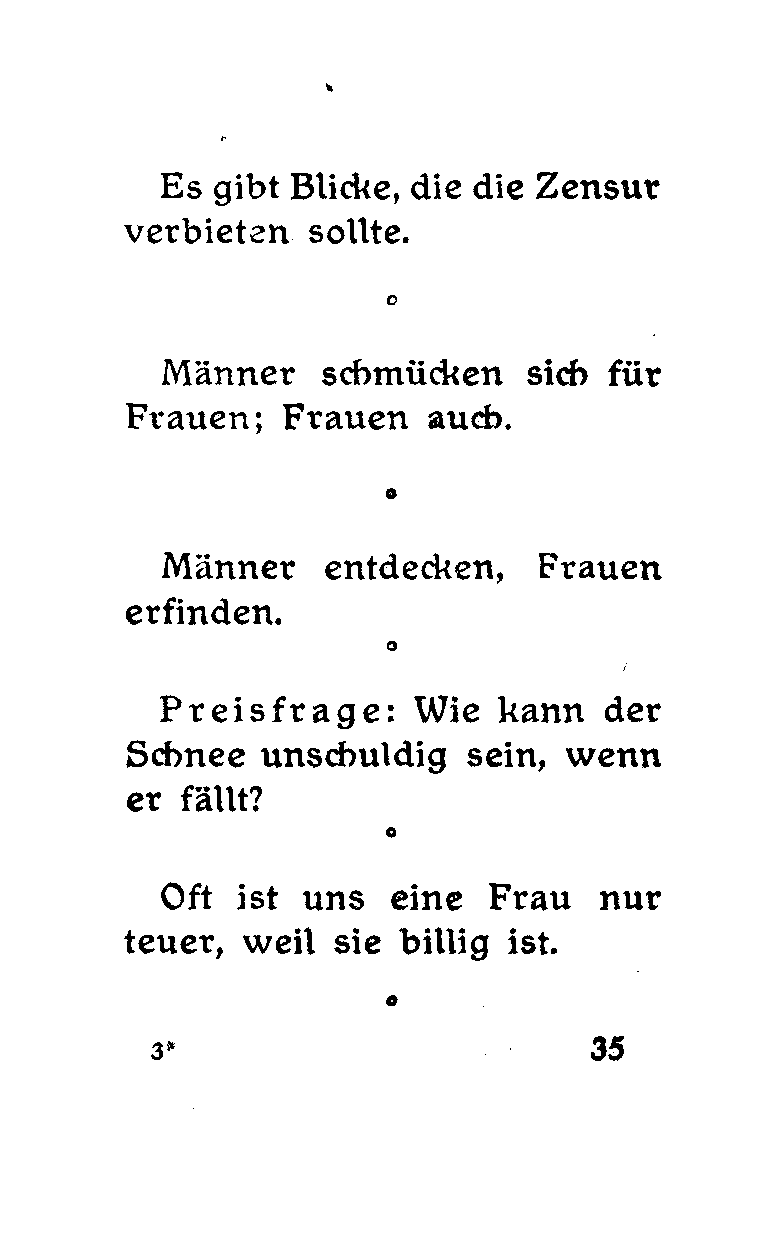 Es gibt Blicke, die die Zensur
verbieten sollte.
o
Männer schmücken sich für
Frauen; Frauen auch.
o
Männer entdecken, Frauen
erfinden.
o
Preisfrage: Wie kann der
Schnee unschuldig sein, wenn
er fällt?
o
Oft ist uns eine Frau nur
teuer, weil sie billig ist.
o
3* 35